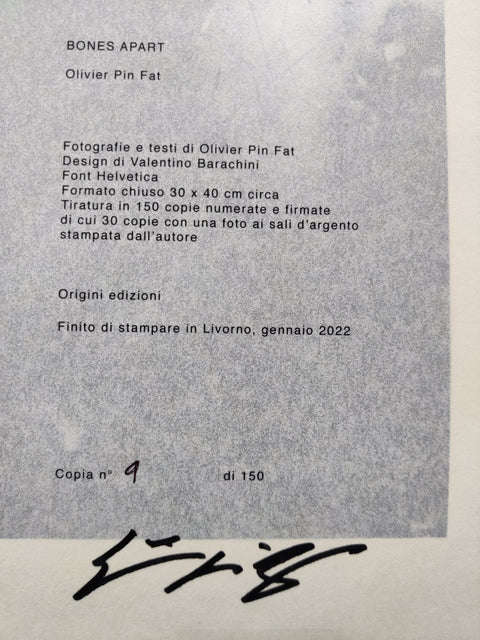 BONES APART
Olivier Pin Fat
Fotografie e testi di Olivier Pin Fat
Design di Valentino Barachini
Font Helvetica
Formato chiuso 30 x 40 cm circa
Tiratura in 150 copie numerate e firmate
di cui 30 copie con una foto ai sali d'argento
stampata dall'autore
Origini edizioni
Finito di stampare in Livorno, gennaio 2022
Copia n° 9 di 150